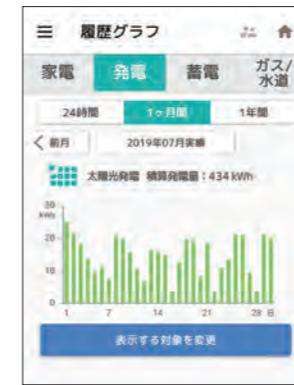 履歴グラフ
家電 発電 蓄電 ガス/水道
24時間 1ヶ月間 1年間
< 前月 2019年07月実績
太陽光発電 積算発電量：434 kWh
30
kWh
20
10
0
1 7 14 21 28 日
表示する対象を変更